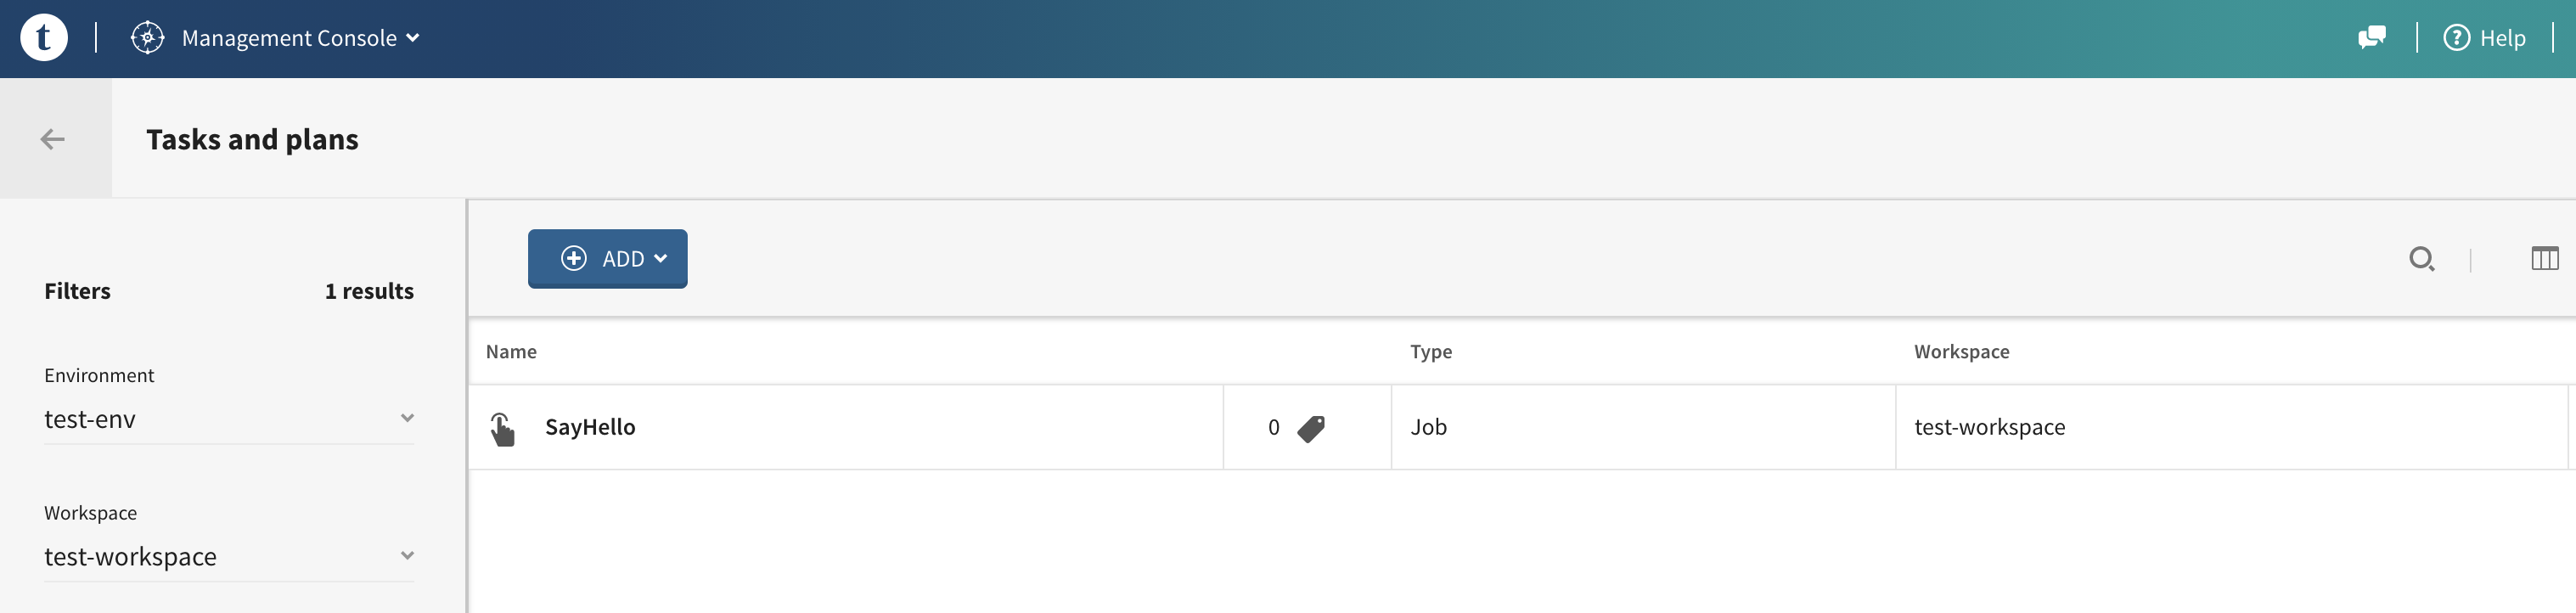 t Management Console Help
Tasks and plans
ADD
Filters 1 results
Name Type Workspace
Environment
test-env
SayHello 0 Job test-workspace
Workspace
test-workspace